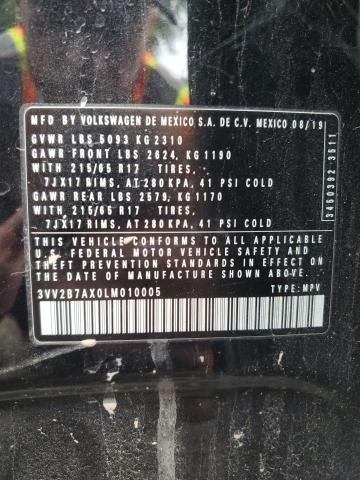 MFD BY VOLKSWAGEN DE MEXICO S.A. DE C.V. MEXICO 08/19
GVWR LBS 5093 KG 2310
GAWR FRONT LBS 2624, KG 1190
WITH 215/65 R17 TIRES,
7JX17 RIMS, AT 280 KPA, 41 PSI COLD
GAWR REAR LBS 2579, KG 1170
WITH 215/65 R17 TIRES,
7JX17 RIMS, AT 280 KPA, 41 PSI COLD
THIS VEHICLE CONFORMS TO ALL APPLICABLE
U.S. FEDERAL MOTOR VEHICLE SAFETY AND
THEFT PREVENTION STANDARDS IN EFFECT ON
THE DATE OF MANUFACTURE SHOWN ABOVE
3VV2B7AX0LM010005 TYPE: MPV
3450392 3511